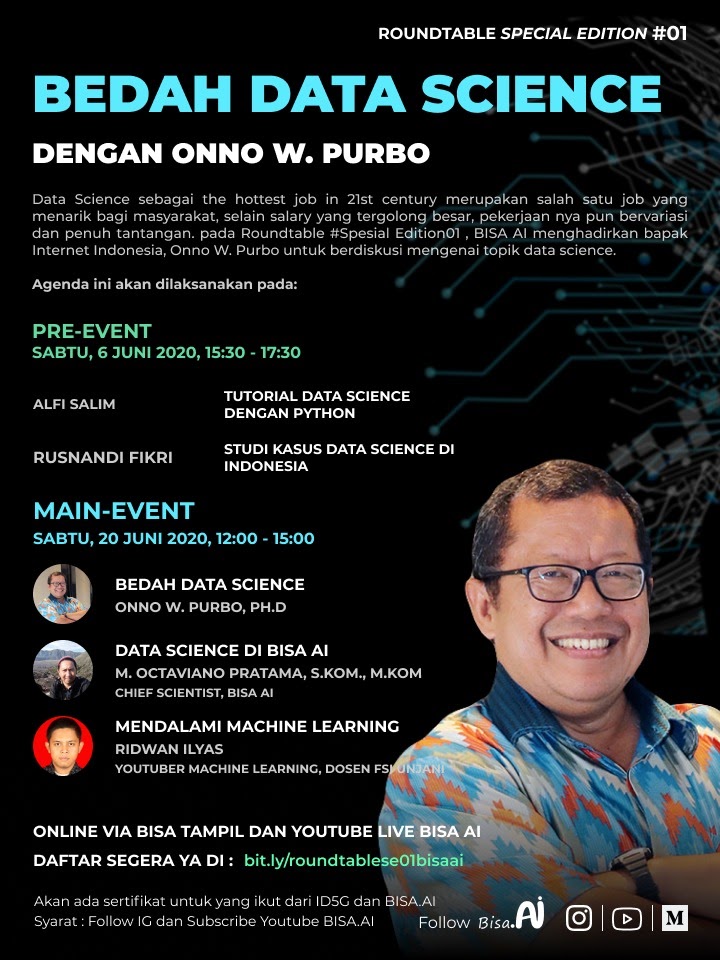 ROUNDTABLE SPECIAL EDITION #01
BEDAH DATA SCIENCE
DENGAN ONNO W. PURBO
Data Science sebagai the hottest job in 21st century merupakan salah satu job yang
menarik bagi masyarakat, selain salary yang tergolong besar, pekerjaan nya pun bervariasi
dan penuh tantangan. pada Roundtable #Spesial Edition01 , BISA AI menghadirkan bapak
Internet Indonesia, Onno W. Purbo untuk berdiskusi mengenai topik data science.
Agenda ini akan dilaksanakan pada:
PRE-EVENT
SABTU, 6 JUNI 2020, 15:30 - 17:30
ALFI SALIM
TUTORIAL DATA SCIENCE
DENGAN PYTHON
RUSNANDI FIKRI
STUDI KASUS DATA SCIENCE DI
INDONESIA
MAIN-EVENT
SABTU, 20 JUNI 2020, 12:00 - 15:00
BEDAH DATA SCIENCE
ONNO W. PURBO, PH.D
DATA SCIENCE DI BISA AI
M. OCTAVIANO PRATAMA, S.KOM., M.KOM
CHIEF SCIENTIST, BISA AI
MENDALAMI MACHINE LEARNING
RIDWAN ILYAS
YOUTUBER MACHINE LEARNING, DOSEN FSI UNJANI
ONLINE VIA BISA TAMPIL DAN YOUTUBE LIVE BISA AI
DAFTAR SEGERA YA DI : bit.ly/roundtablese01bisaai
Akan ada sertifikat untuk yang ikut dari ID5G dan BISA.AI
Syarat : Follow IG dan Subscribe Youtube BISA.AI
Follow Bisa.AI
M